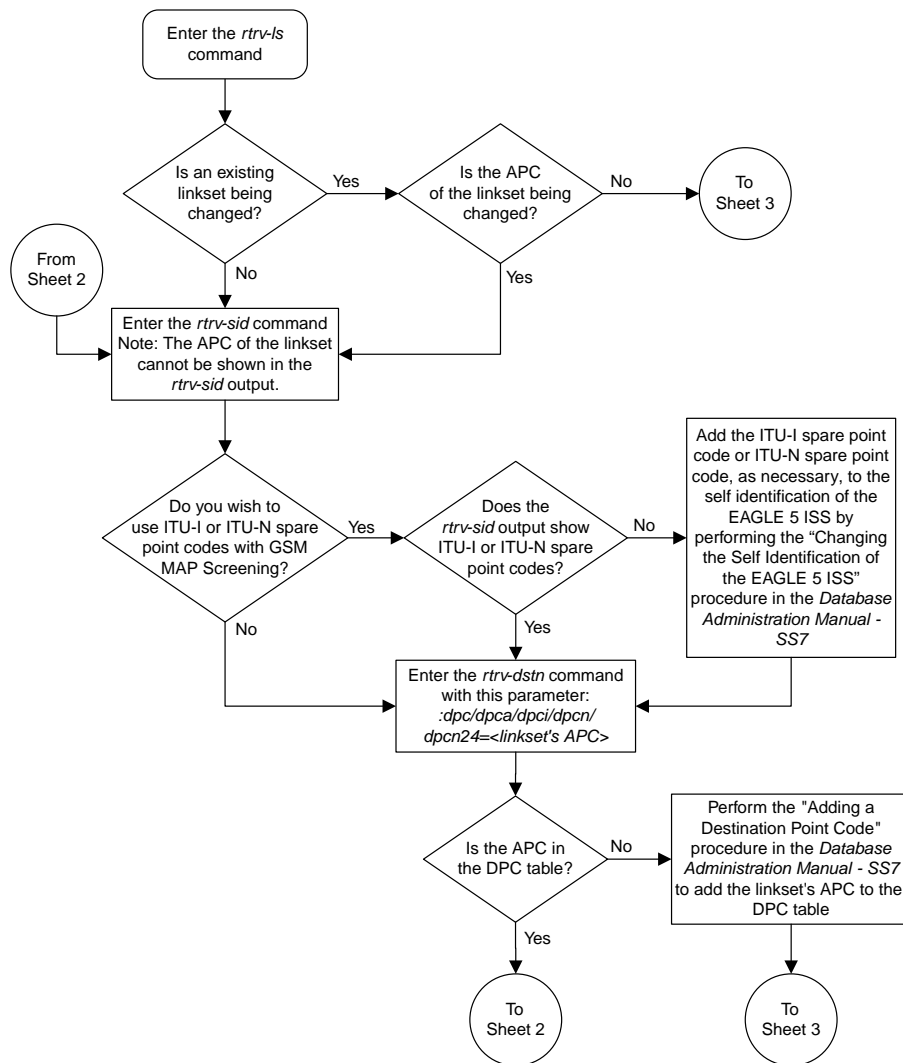 Enter the rtrv-ls
command
Is an existing
linkset being
changed?
Yes
Is the APC
of the linkset being
changed?
No
To
Sheet 3
From
Sheet 2
No
Yes
Enter the rtrv-sid command
Note: The APC of the linkset
cannot be shown in the
rtrv-sid output.
Do you wish to
use ITU-I or ITU-N spare
point codes with GSM
MAP Screening?
Yes
Does the
rtrv-sid output show
ITU-I or ITU-N spare
point codes?
No
Add the ITU-I spare point
code or ITU-N spare point
code, as necessary, to the
self identification of the
EAGLE 5 ISS by
performing the “Changing
the Self Identification of
the EAGLE 5 ISS”
procedure in the Database
Administration Manual -
SS7
No
Yes
Enter the rtrv-dstn command
with this parameter:
:dpc/dpca/dpci/dpcn/
dpcn24=<linkset's APC>
Is the APC in
the DPC table?
No
Perform the "Adding a
Destination Point Code"
procedure in the Database
Administration Manual - SS7
to add the linkset's APC to the
DPC table
Yes
To
Sheet 2
To
Sheet 3